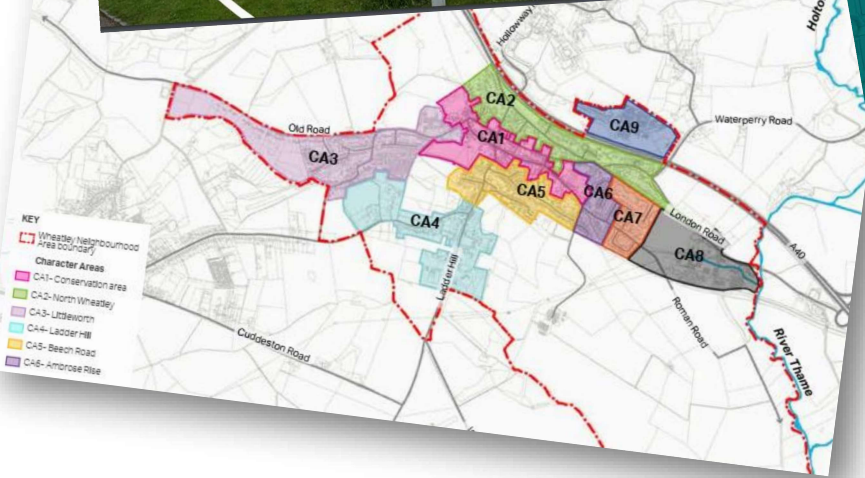 Holloway
Holto
CA2
CA9
Waterperry Road
Old Road
CA1
CA3
CA5
CA6
CA7
CA4
London Road
CA8
A40
Ladder Hill
Roman Road
River Thame
Cuddeston Road
KEY
Wheatley Neighbourhood
Area boundary
Character Areas
CA1- Conservation area
CA2- North Wheatley
CA3- Littleworth
CA4- Ladder Hill
CA5- Beech Road
CA6- Ambrose Rise